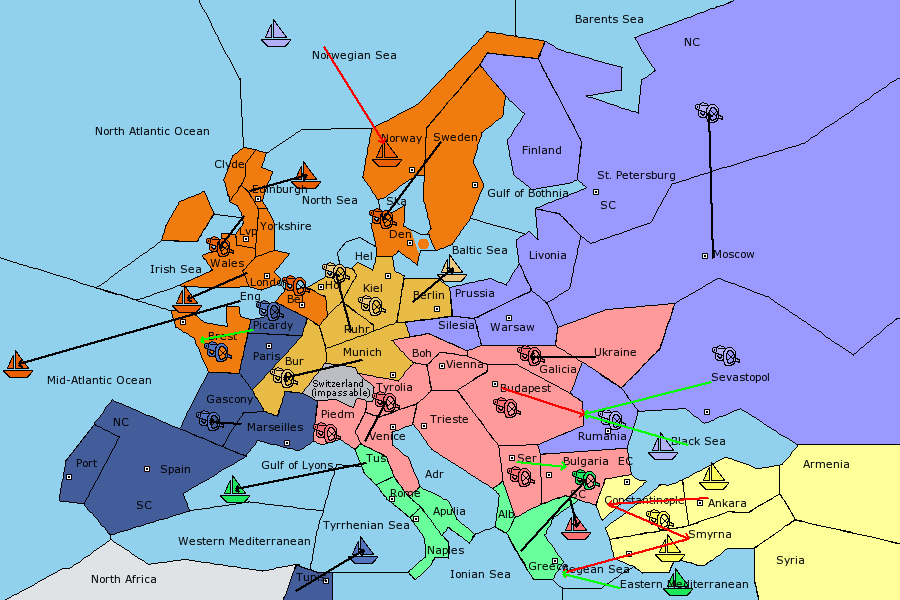 Barents Sea
NC
Norwegian Sea
North Atlantic Ocean
Norway
Sweden
Finland
Clyde
St. Petersburg
Edinburgh
North Sea
Ska
Gulf of Bothnia
SC
Lvp
Yorkshire
Den
Wales
Hel
Baltic Sea
Livonia
Moscow
Irish Sea
London
Hol
Kiel
Eng
Bel
Berlin
Prussia
Picardy
Ruhr
Silesia
Warsaw
Brest
Paris
Bur
Munich
Boh
Ukraine
Vienna
Galicia
Mid-Atlantic Ocean
Switzerland
(impassable)
Tyrolia
Budapest
Sevastopol
Gascony
NC
Piedm
Trieste
Marseilles
Venice
Rumania
Black Sea
Port
Spain
Gulf of Lyons
Tus
Adr
Ser
Bulgaria
EC
Armenia
SC
Rome
SC
Constantinople
Ankara
Apulia
Alb
Tyrrhenian Sea
Western Mediterranean
Naples
Smyrna
North Africa
Tunis
Ionian Sea
Greece
Aegean Sea
Syria
Eastern Mediterranean